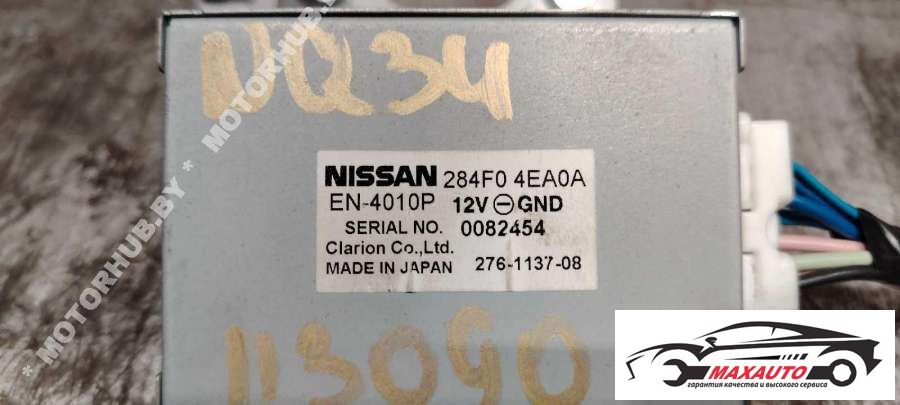 NQ34
NISSAN 284F0 4EA0A
EN-4010P 12V ⊖ GND
SERIAL NO. 0082454
Clarion Co.,Ltd.
MADE IN JAPAN 276-1137-08
113090
* MOTORHUB.BY * MOTORHUB.BY
MAXAUTO
гарантия качества и высокого сервиса